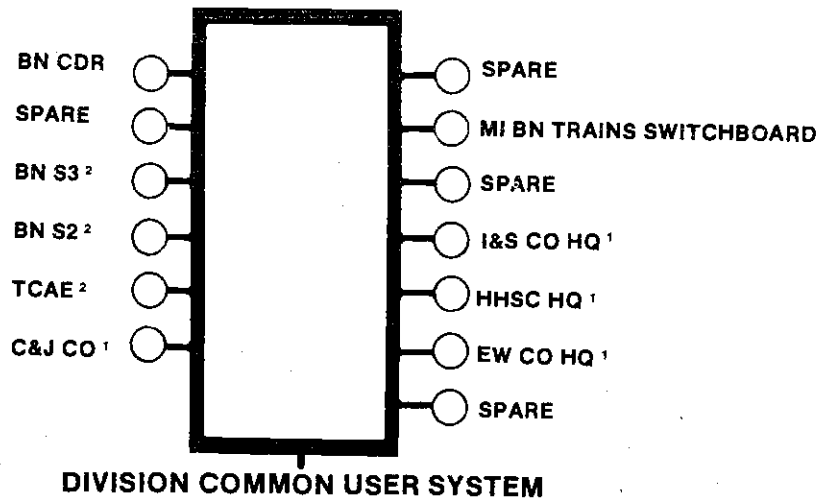 BN CDR
SPARE
BN S3 ²
BN S2 ²
TCAE ²
C&J CO ¹
SPARE
MI BN TRAINS SWITCHBOARD
SPARE
I&S CO HQ ¹
HHSC HQ ¹
EW CO HQ ¹
SPARE
DIVISION COMMON USER SYSTEM